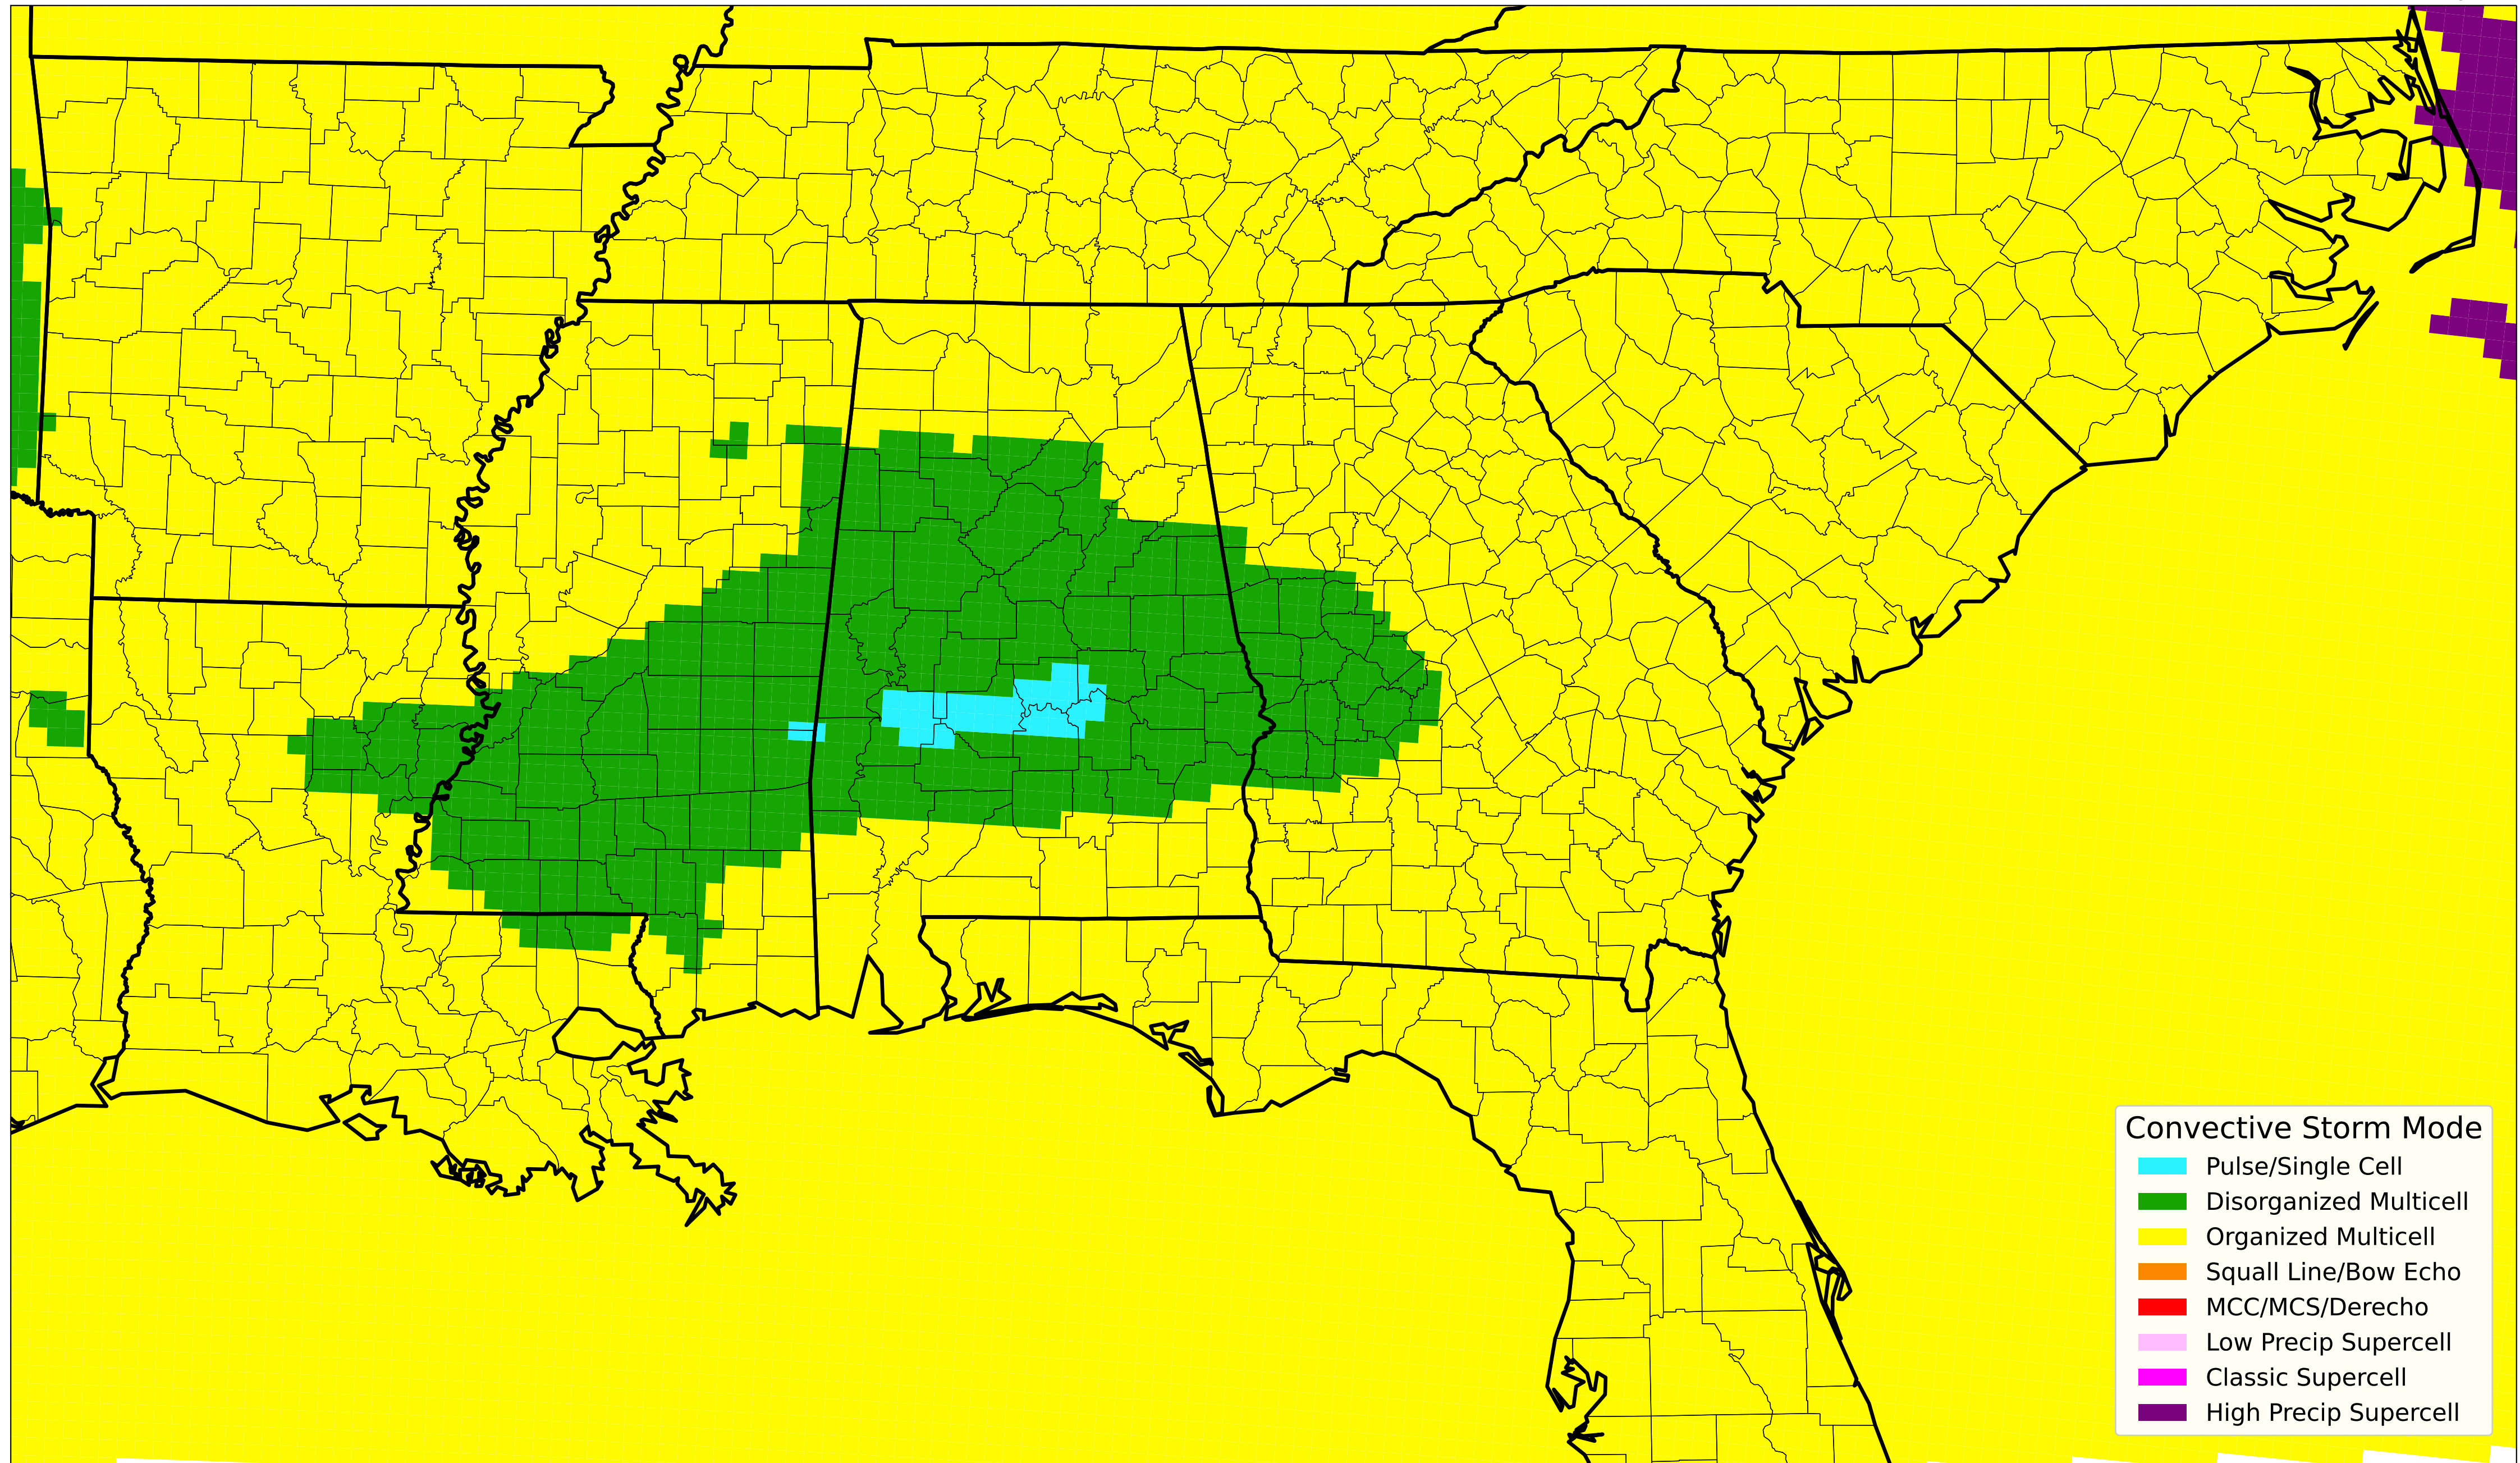 Convective Storm Mode
Pulse/Single Cell
Disorganized Multicell
Organized Multicell
Squall Line/Bow Echo
MCC/MCS/Derecho
Low Precip Supercell
Classic Supercell
High Precip Supercell